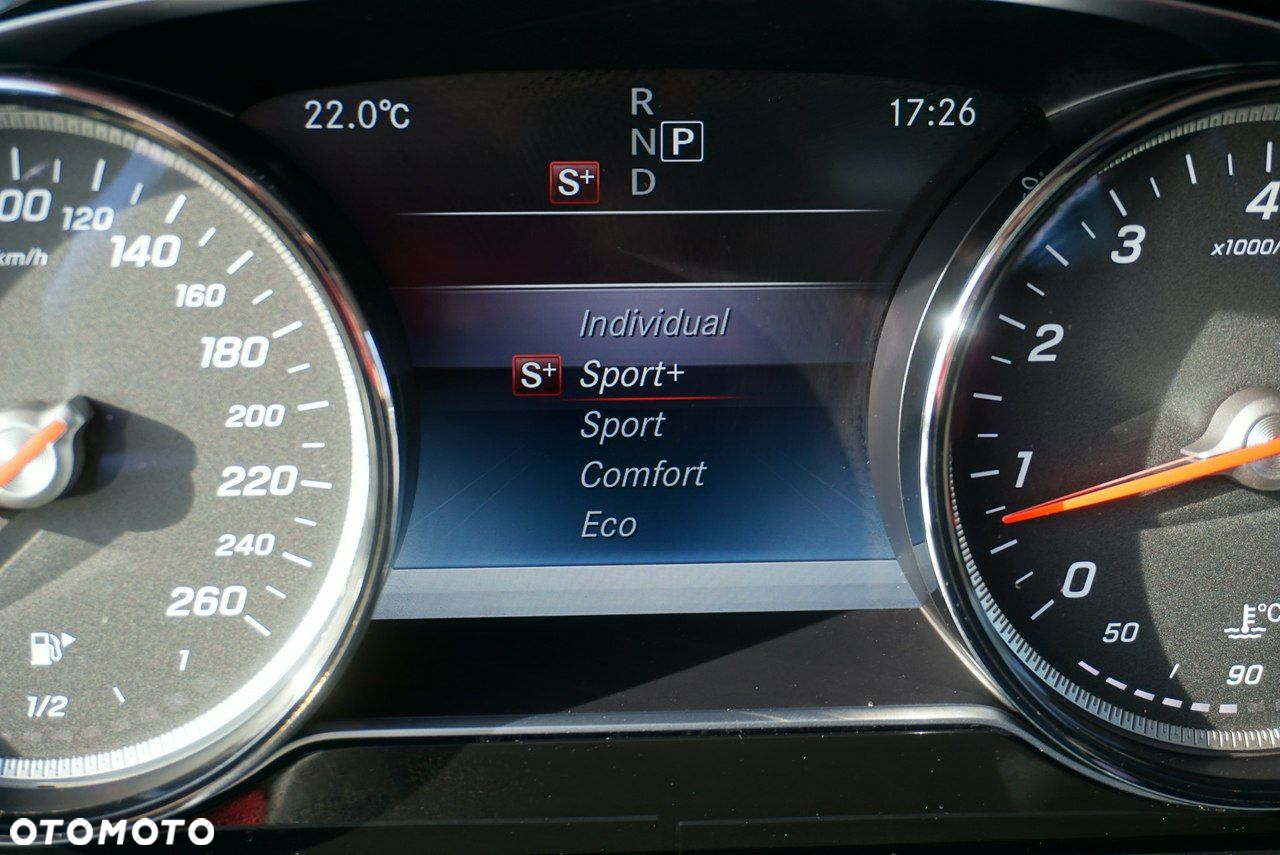 22.0°C
R
N P
S+ D
17:26
Individual
S+ Sport+
Sport
Comfort
Eco
120
140
km/h
160
180
200
220
240
260
1/2
1
4
3
x1000/
2
1
0
50
°C
90
OTOMOTO